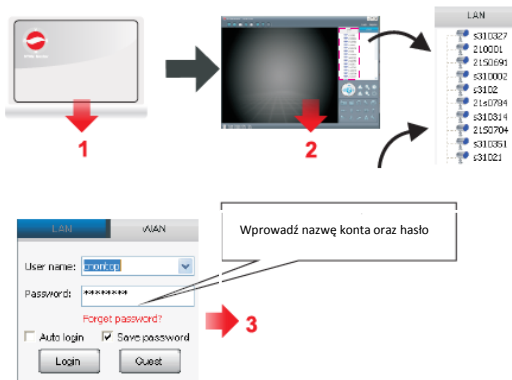 LAN
s310327
210001
2150691
s310002
s3102
21s0794
s310314
2150704
s310351
s31021
1
2
LAN
WAN
Wprowadź nazwę konta oraz hasło
User name:
Password:
********
Forget password?
3
Auto login
Save password
Login
Guest